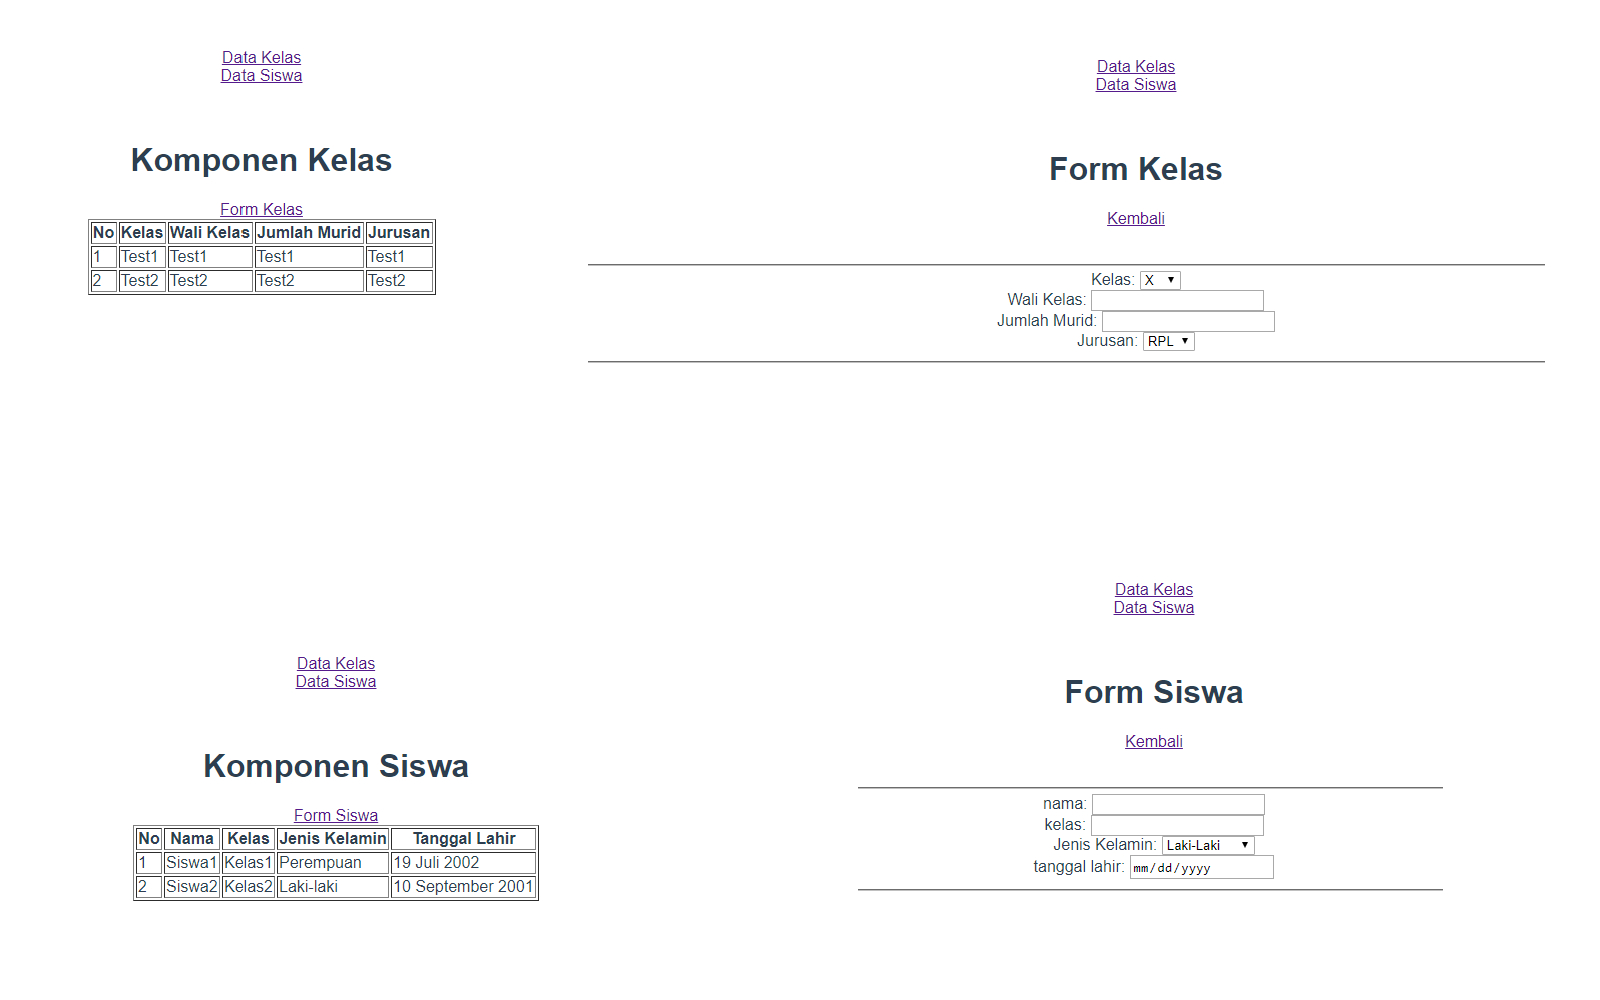 Data Kelas
Data Siswa
Komponen Kelas
Form Kelas
No Kelas Wali Kelas Jumlah Murid Jurusan
1 Test1 Test1 Test1 Test1
2 Test2 Test2 Test2 Test2
Data Kelas
Data Siswa
Form Kelas
Kembali
Kelas: X
Wali Kelas:
Jumlah Murid:
Jurusan: RPL
Data Kelas
Data Siswa
Komponen Siswa
Form Siswa
No Nama Kelas Jenis Kelamin Tanggal Lahir
1 Siswa1 Kelas1 Perempuan 19 Juli 2002
2 Siswa2 Kelas2 Laki-laki 10 September 2001
Data Kelas
Data Siswa
Form Siswa
Kembali
nama:
kelas:
Jenis Kelamin: Laki-Laki
tanggal lahir: mm/dd/yyyy